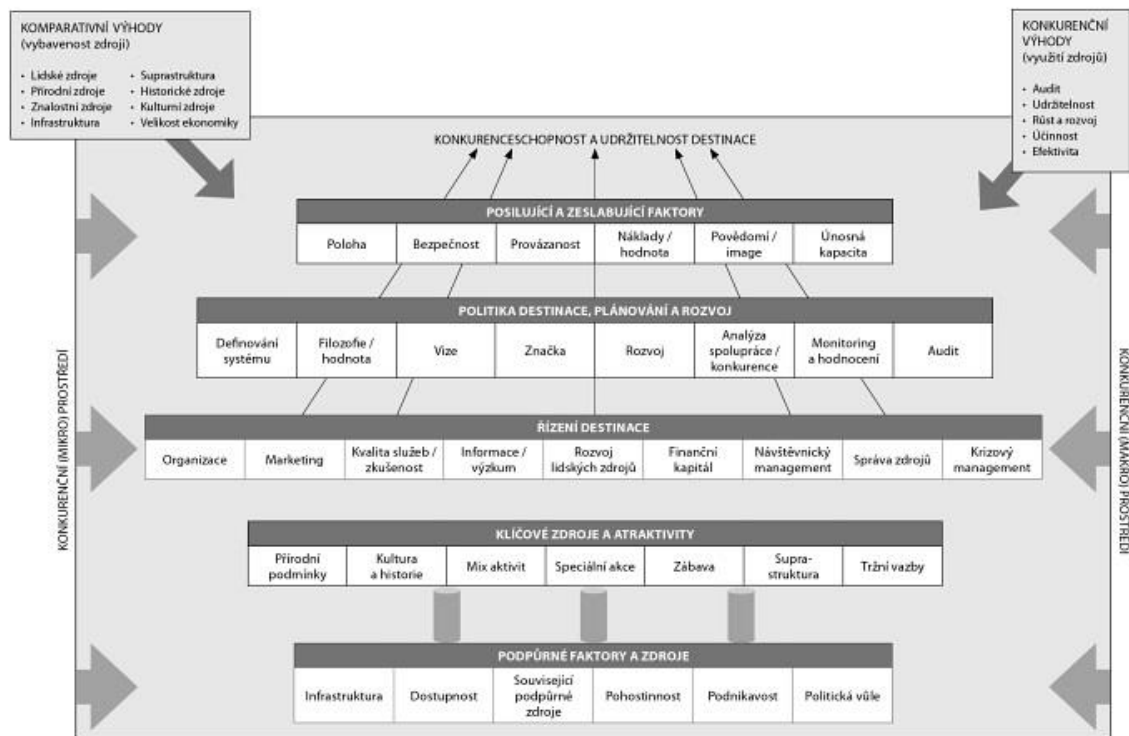 KOMPARATIVNÍ VÝHODY
(vybavenost zdroji)
• Lidské zdroje
• Přírodní zdroje
• Znalostní zdroje
• Infrastruktura
• Suprastruktura
• Historické zdroje
• Kulturní zdroje
• Velikost ekonomiky
KONKURENČNÍ
VÝHODY
(využití zdrojů)
• Audit
• Udržitelnost
• Růst a rozvoj
• Účinnost
• Efektivita
KONKURENCESCHOPNOST A UDRŽITELNOST DESTINACE
POSILUJÍCÍ A ZESLABUJÍCÍ FAKTORY
Poloha
Bezpečnost
Provázanost
Náklady /
hodnota
Povědomí /
image
Únosná
kapacita
POLITIKA DESTINACE, PLÁNOVÁNÍ A ROZVOJ
Definování
systému
Filozofie /
hodnota
Vize
Značka
Rozvoj
Analýza
spolupráce /
konkurence
Monitoring
a hodnocení
Audit
ŘÍZENÍ DESTINACE
Organizace
Marketing
Kvalita služeb /
zkušenost
Informace /
výzkum
Rozvoj
lidských zdrojů
Finanční
kapitál
Návštěvnický
management
Správa zdrojů
Krizový
management
KLÍČOVÉ ZDROJE A ATRAKTIVITY
Přírodní
podmínky
Kultura
a historie
Mix aktivit
Speciální akce
Zábava
Supra-
struktura
Tržní vazby
PODPŮRNÉ FAKTORY A ZDROJE
Infrastruktura
Dostupnost
Související
podpůrné
zdroje
Pohostinnost
Podnikavost
Politická vůle
KONKURENČNÍ (MIKRO) PROSTŘEDÍ
KONKURENČNÍ (MAKRO) PROSTŘEDÍ